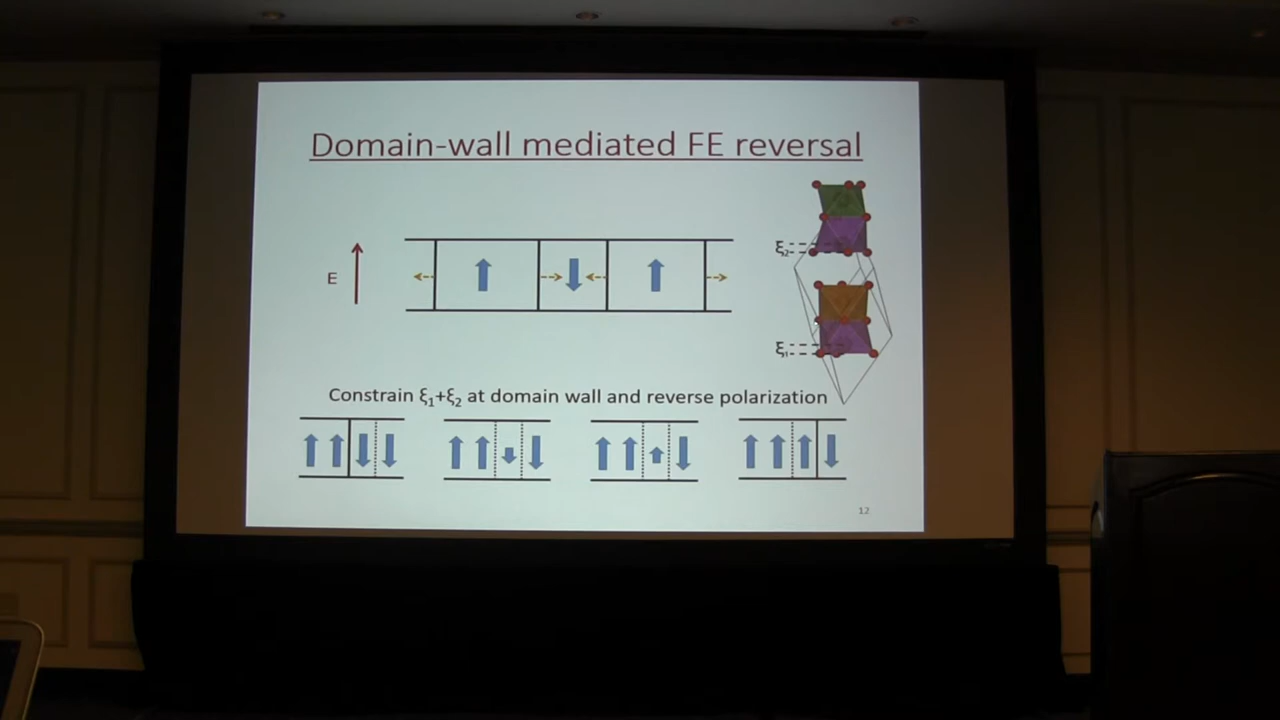 Domain-wall mediated FE reversal
ξ₂
E
ξ₁
Constrain ξ₁+ξ₂ at domain wall and reverse polarization
12